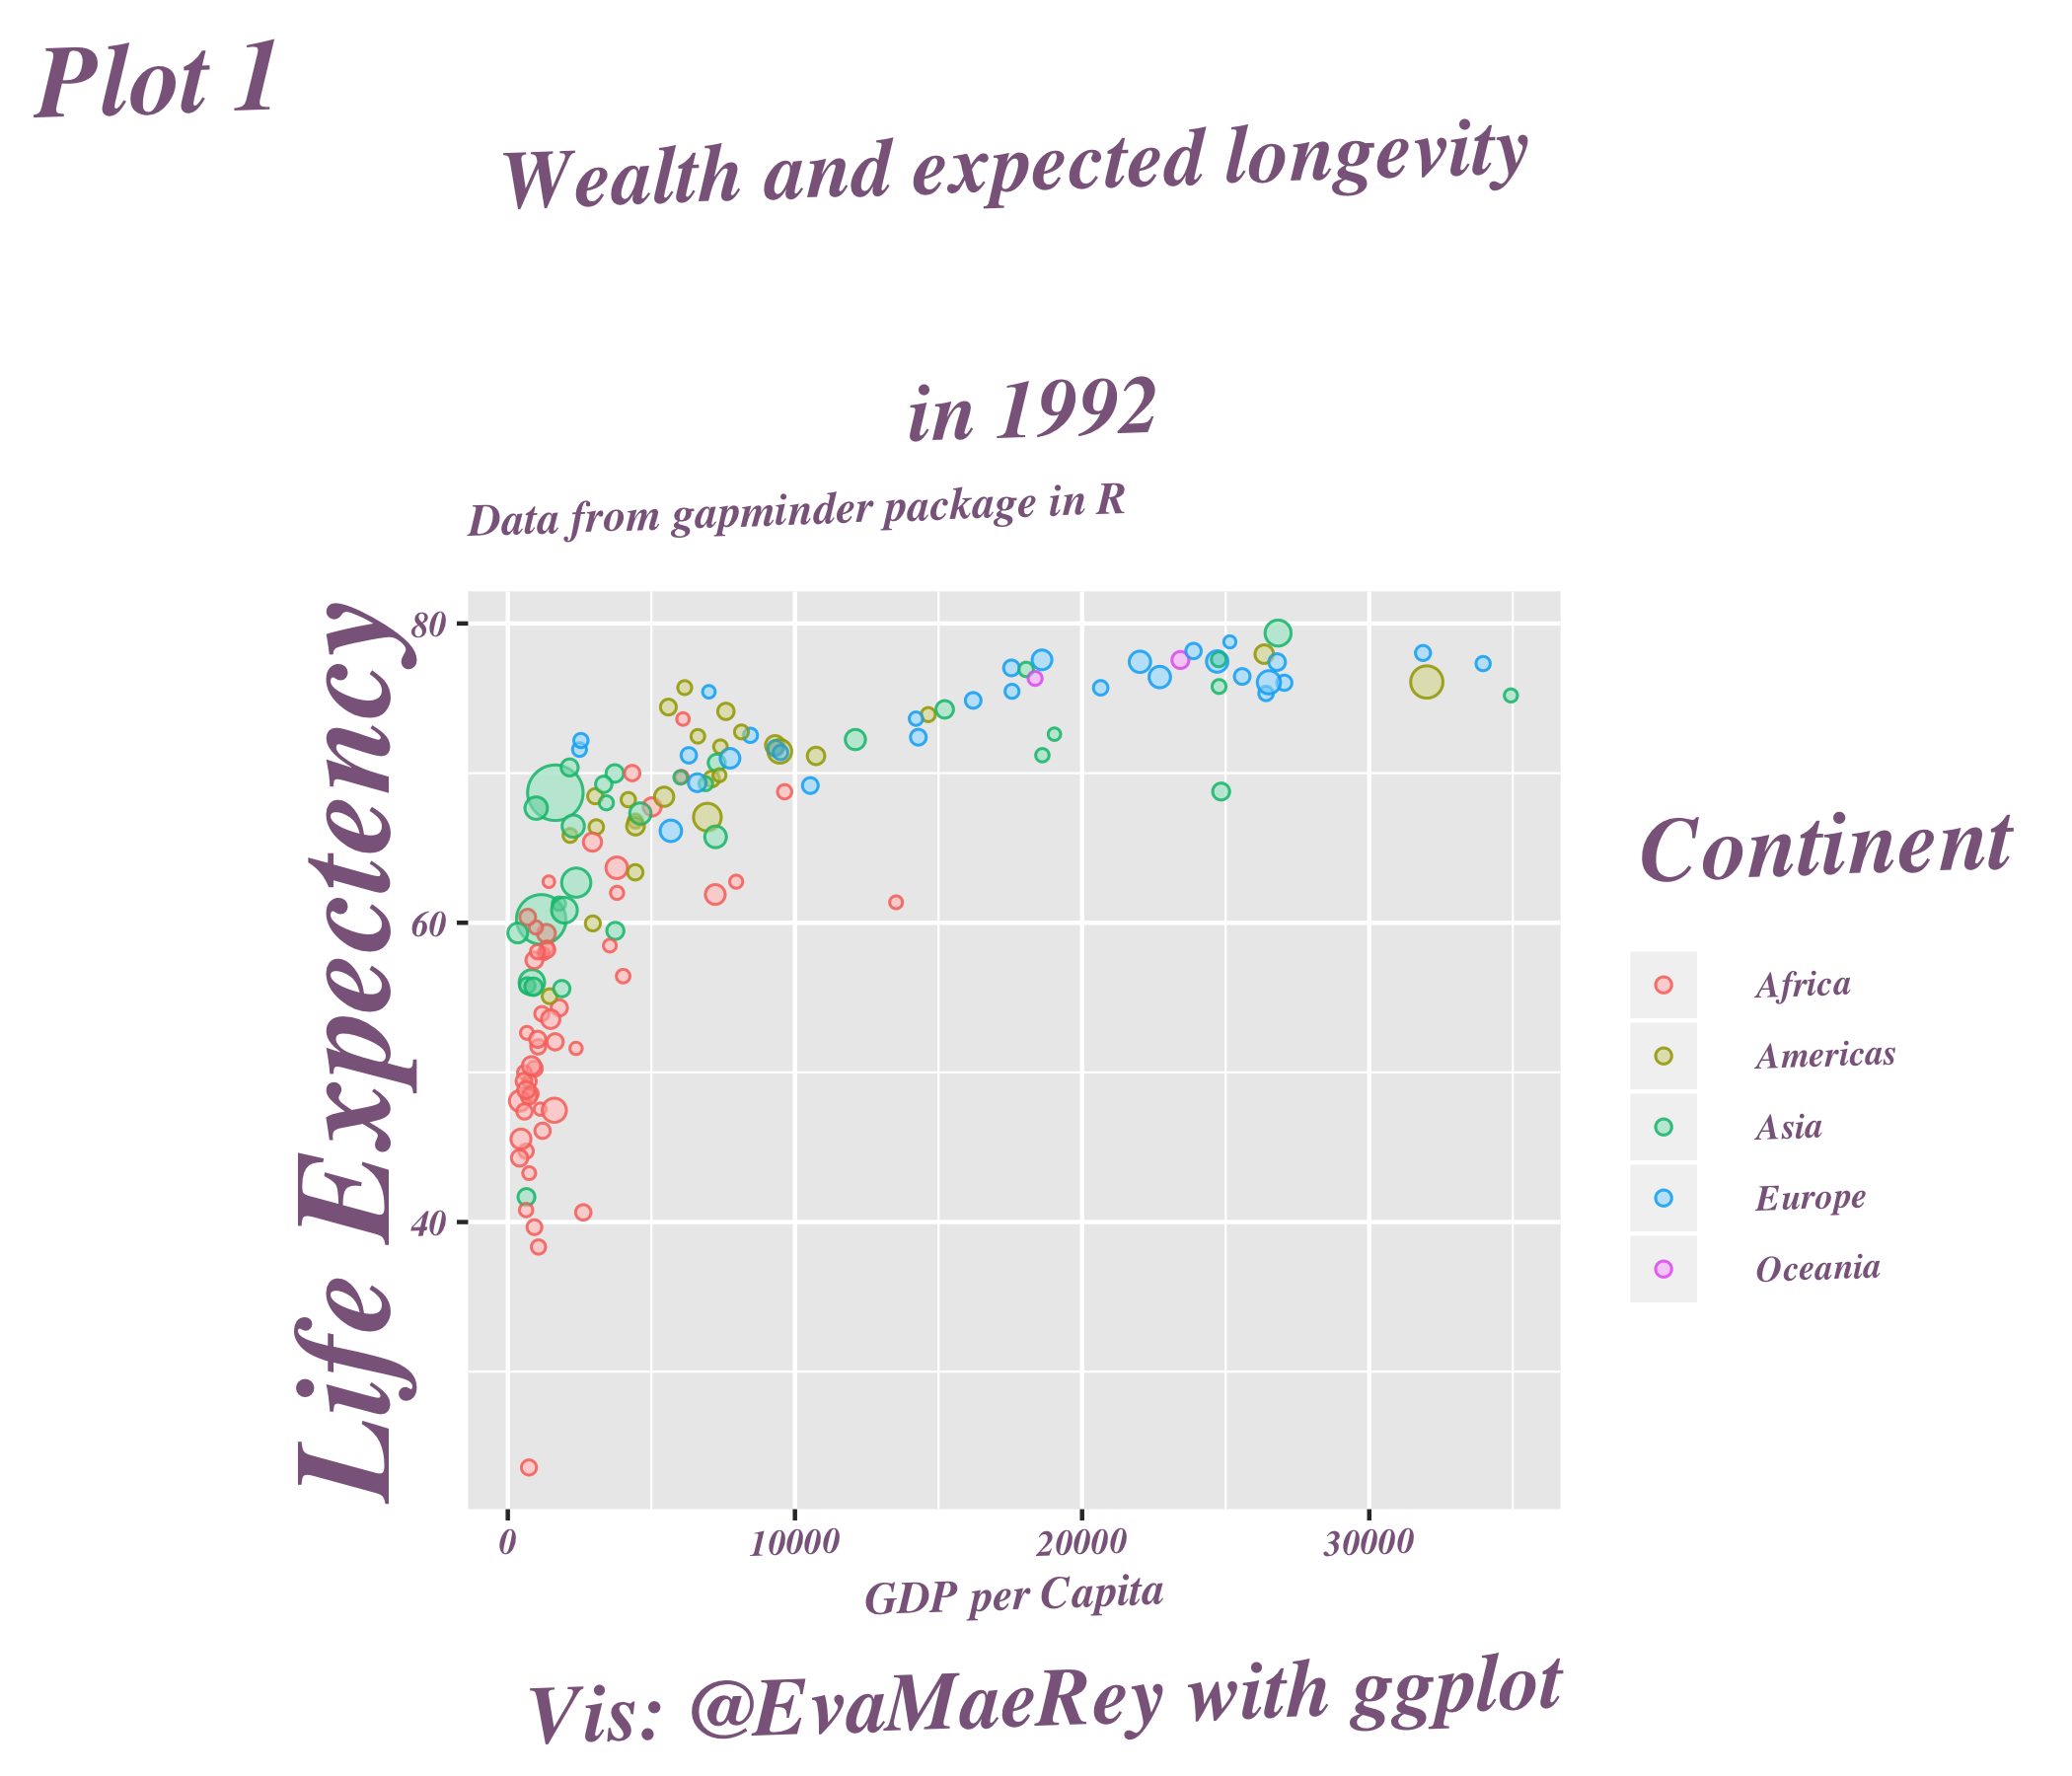 Plot 1
Wealth and expected longevity
in 1992
Data from gapminder package in R
Life Expectency
80
60
40
0 10000 20000 30000
GDP per Capita
Continent
Africa
Americas
Asia
Europe
Oceania
Vis: @EvaMaeRey with ggplot